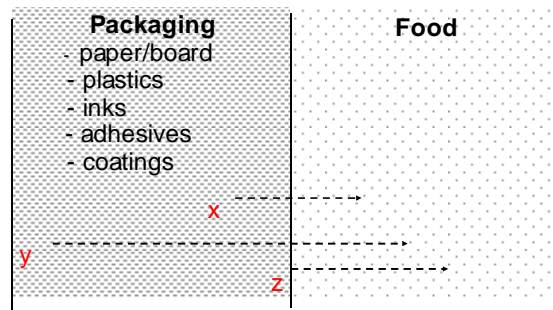 Packaging
- paper/board
- plastics
- inks
- adhesives
- coatings
Food
x
y
z